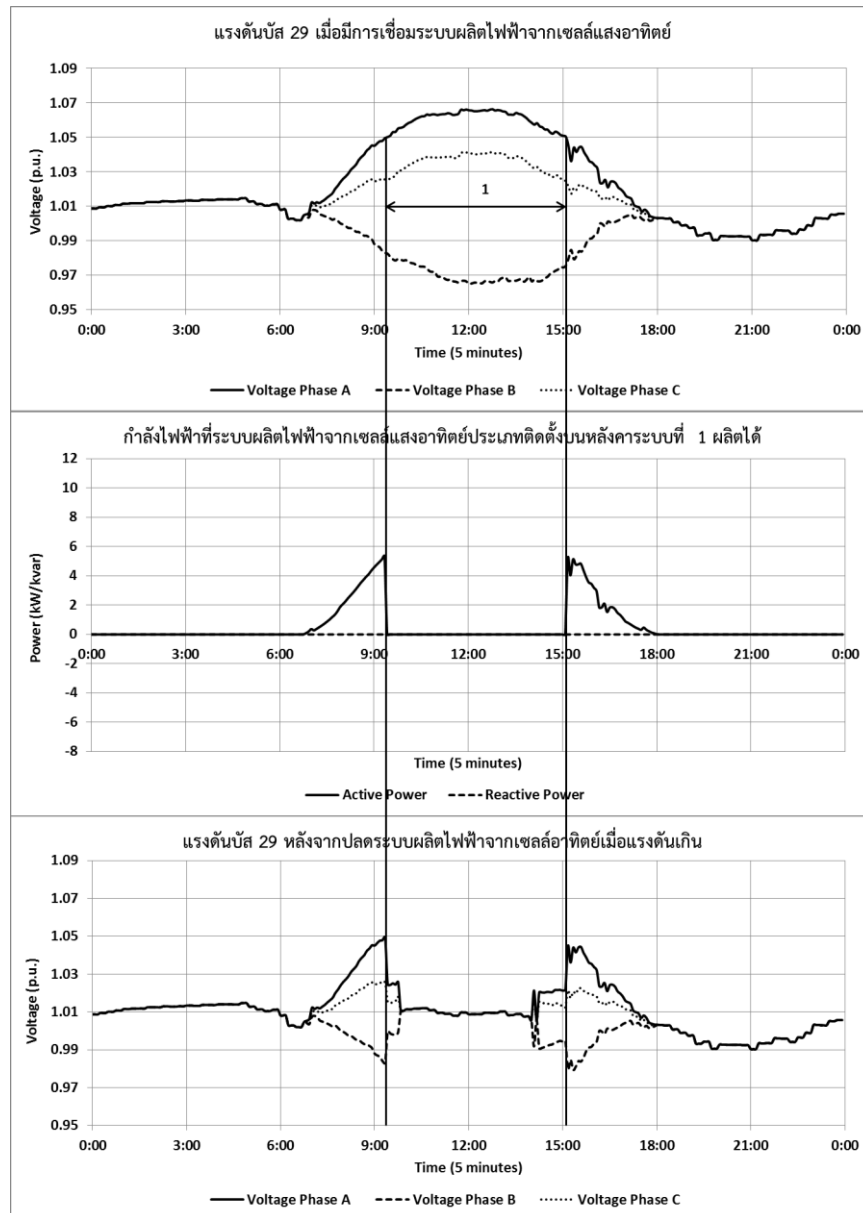 แรงดันบัส 29 เมื่อมีการเชื่อมระบบผลิตไฟฟ้าจากเซลล์แสงอาทิตย์
1.09
1.07
1.05
1.03
1.01
0.99
0.97
0.95
Voltage (p.u.)
1
0:00 3:00 6:00 9:00 12:00 15:00 18:00 21:00 0:00
Time (5 minutes)
Voltage Phase A Voltage Phase B Voltage Phase C
กำลังไฟฟ้าที่ระบบผลิตไฟฟ้าจากเซลล์แสงอาทิตย์ประเภทติดตั้งบนหลังคาระบบที่ 1 ผลิตได้
12
10
8
6
4
2
0
-2
-4
-6
-8
Power (kW/kvar)
0:00 3:00 6:00 9:00 12:00 15:00 18:00 21:00 0:00
Time (5 minutes)
Active Power Reactive Power
แรงดันบัส 29 หลังจากปลดระบบผลิตไฟฟ้าจากเซลล์อาทิตย์เมื่อแรงดันเกิน
1.09
1.07
1.05
1.03
1.01
0.99
0.97
0.95
Voltage (p.u.)
0:00 3:00 6:00 9:00 12:00 15:00 18:00 21:00 0:00
Time (5 minutes)
Voltage Phase A Voltage Phase B Voltage Phase C